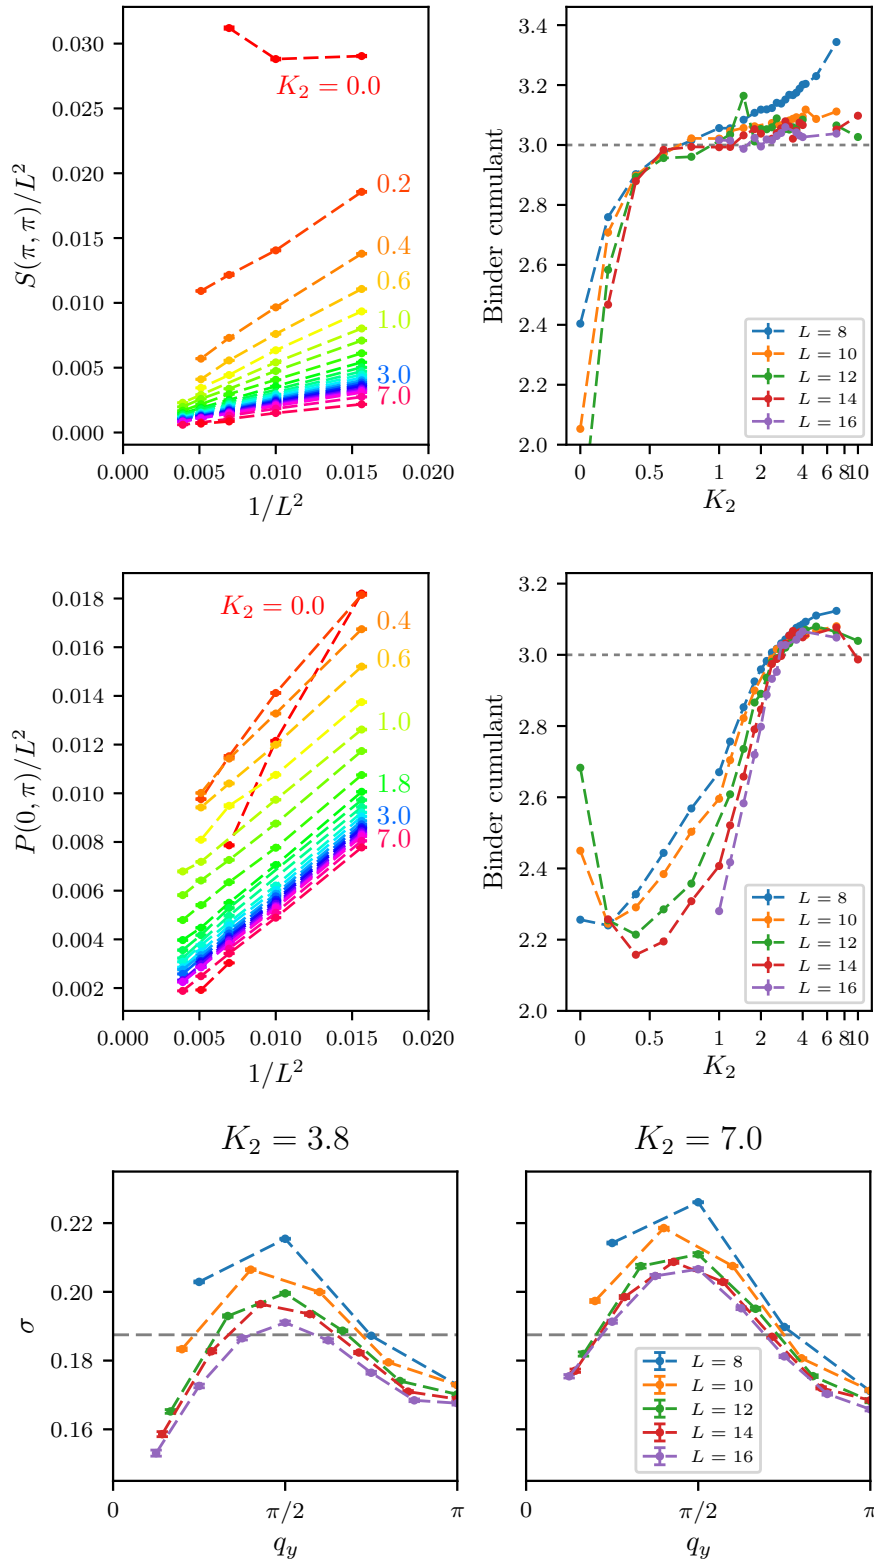 0.030
0.025
0.020
0.015
0.010
0.005
0.000
S(π, π)/L²
K₂ = 0.0
0.2
0.4
0.6
1.0
3.0
7.0
0.000 0.005 0.010 0.015 0.020
1/L²
3.4
3.2
3.0
2.8
2.6
2.4
2.2
2.0
Binder cumulant
L = 8
L = 10
L = 12
L = 14
L = 16
0 0.5 1 2 4 6 8 10
K₂
0.018
0.016
0.014
0.012
0.010
0.008
0.006
0.004
0.002
P(0, π)/L²
K₂ = 0.0
0.4
0.6
1.0
1.8
3.0
7.0
0.000 0.005 0.010 0.015 0.020
1/L²
3.2
3.0
2.8
2.6
2.4
2.2
2.0
Binder cumulant
L = 8
L = 10
L = 12
L = 14
L = 16
0 0.5 1 2 4 6 8 10
K₂
K₂ = 3.8
0.22
0.20
0.18
0.16
σ
0 π/2 π
q_y
K₂ = 7.0
L = 8
L = 10
L = 12
L = 14
L = 16
0 π/2 π
q_y